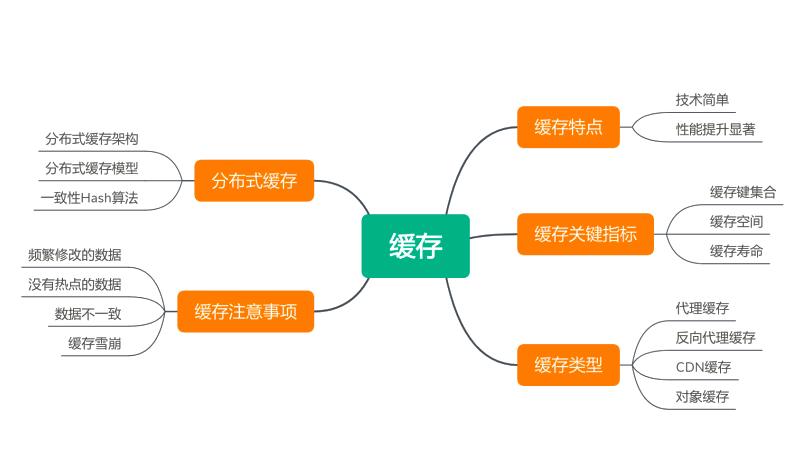 缓存
缓存特点
技术简单
性能提升显著
缓存关键指标
缓存键集合
缓存空间
缓存寿命
缓存类型
代理缓存
反向代理缓存
CDN缓存
对象缓存
分布式缓存
分布式缓存架构
分布式缓存模型
一致性Hash算法
缓存注意事项
频繁修改的数据
没有热点的数据
数据不一致
缓存雪崩